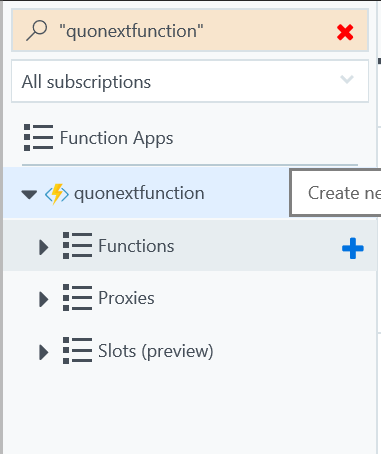 "quonextfunction"
All subscriptions
Function Apps
quonextfunction
Create ne
Functions
Proxies
Slots (preview)